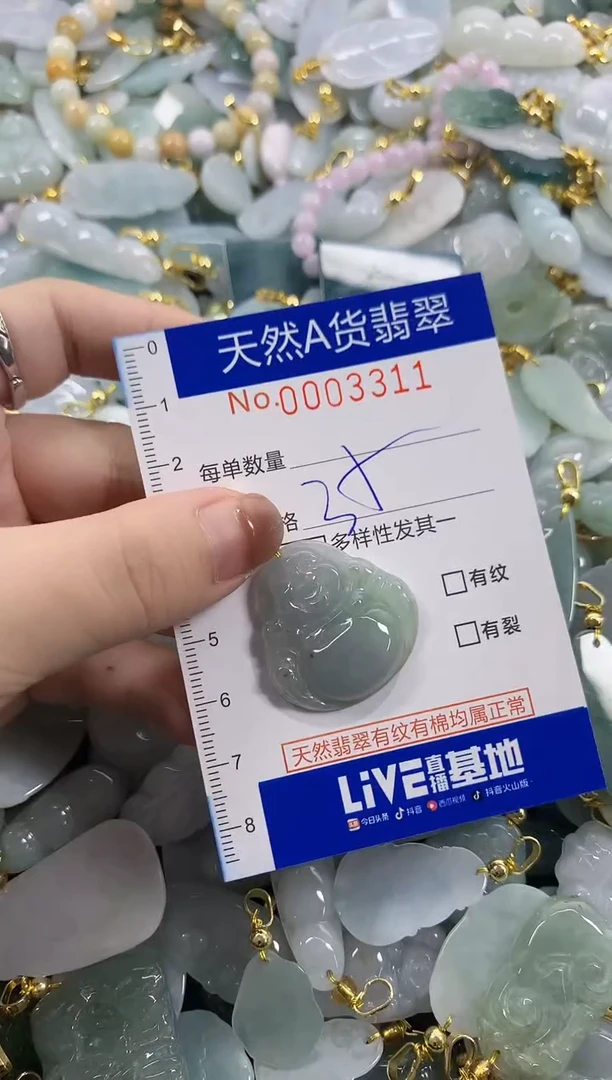 天然A货翡翠
No.0003311
0
1
2
每单数量
格
多样性发其一
有纹
5
有裂
6
天然翡翠有纹有棉均属正常
7
LiVE直播基地
8
今日头条 抖音 西瓜视频 抖音火山版